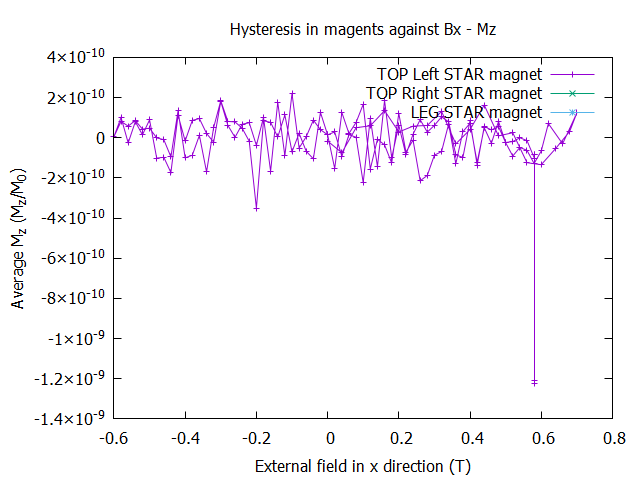 Hysteresis in magents against Bx - Mz
4×10⁻¹⁰
2×10⁻¹⁰
0
-2×10⁻¹⁰
-4×10⁻¹⁰
-6×10⁻¹⁰
-8×10⁻¹⁰
-1×10⁻⁹
-1.2×10⁻⁹
-1.4×10⁻⁹
Average M_z (M_z/M_0)
TOP Left STAR magnet
TOP Right STAR magnet
LEG STAR magnet
-0.6 -0.4 -0.2 0 0.2 0.4 0.6 0.8
External field in x direction (T)